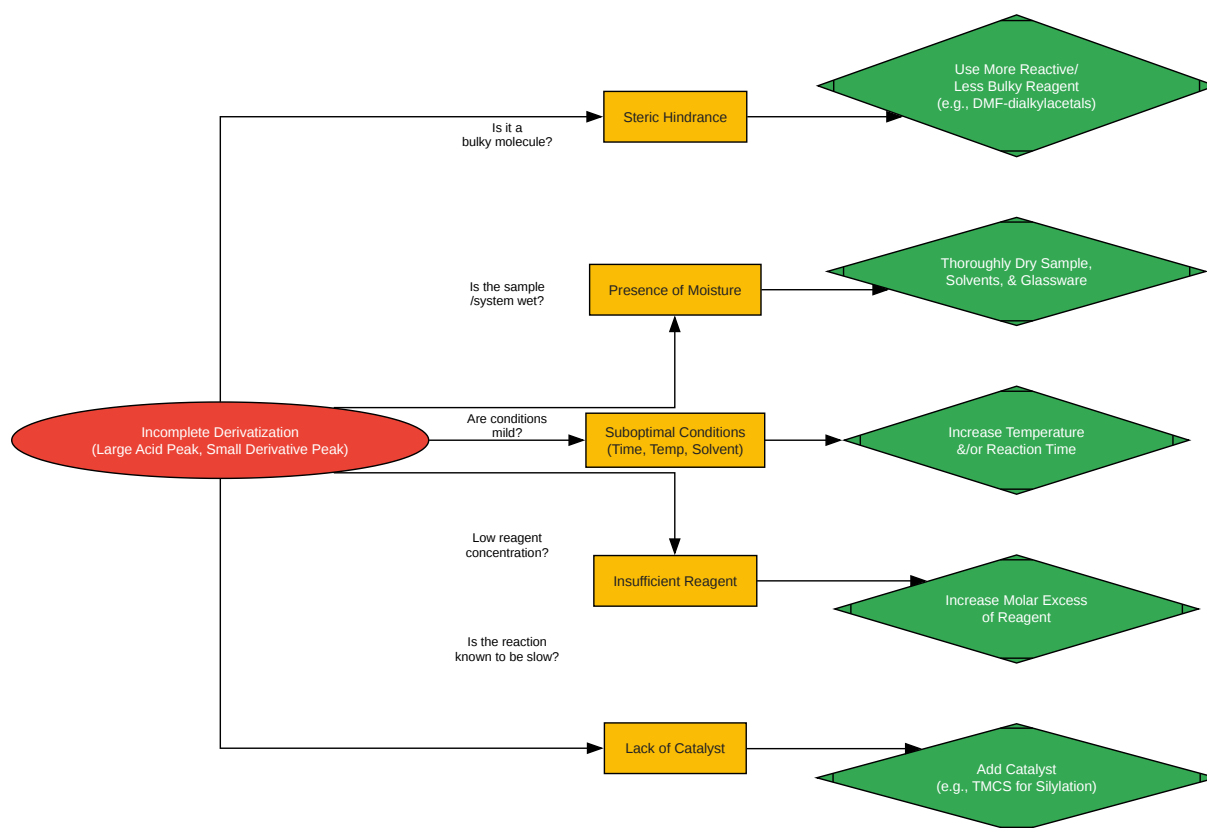 Use More Reactive/
Less Bulky Reagent
(e.g., DMF-dialkylacetals)
Steric Hindrance
Is it a
bulky molecule?
Thoroughly Dry Sample,
Solvents, & Glassware
Presence of Moisture
Is the sample
/system wet?
Are conditions
mild?
Incomplete Derivatization
(Large Acid Peak, Small Derivative Peak)
Suboptimal Conditions
(Time, Temp, Solvent)
Increase Temperature
&/or Reaction Time
Low reagent
concentration?
Insufficient Reagent
Increase Molar Excess
of Reagent
Is the reaction
known to be slow?
Lack of Catalyst
Add Catalyst
(e.g., TMCS for Silylation)